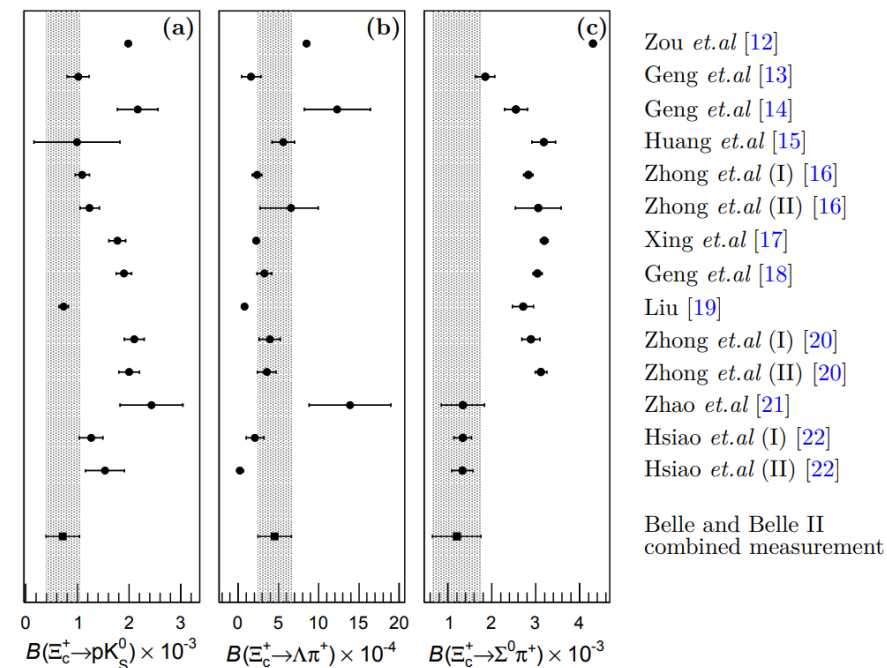 (a) (b) (c)
Zou et.al [12]
Geng et.al [13]
Geng et.al [14]
Huang et.al [15]
Zhong et.al (I) [16]
Zhong et.al (II) [16]
Xing et.al [17]
Geng et.al [18]
Liu [19]
Zhong et.al (I) [20]
Zhong et.al (II) [20]
Zhao et.al [21]
Hsiao et.al (I) [22]
Hsiao et.al (II) [22]
Belle and Belle II
combined measurement
0 1 2 3 0 5 10 15 20 1 2 3 4
B(Ξc+→pKS0) × 10-3 B(Ξc+→Λπ+) × 10-4 B(Ξc+→Σ0π+) × 10-3